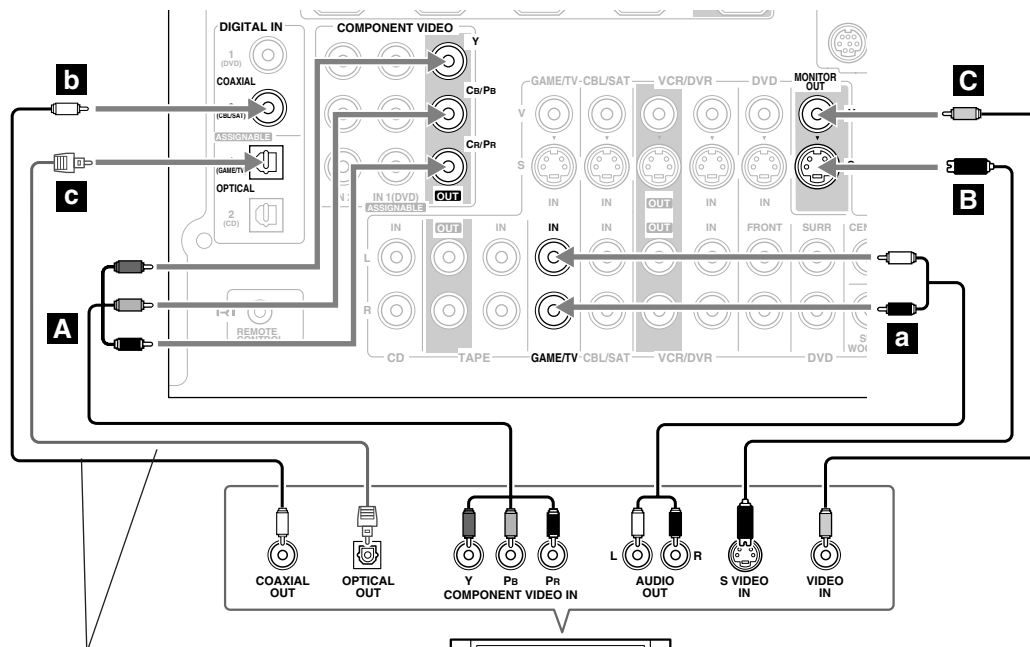 DIGITAL IN
COMPONENT VIDEO
Y
1
(DVD)
COAXIAL
b
CB/PB
(CBL/SAT)
ASSIGNABLE
CR/PR
(GAME/TV)
c
OPTICAL
2
(CD)
IN 2
IN 1(DVD)
OUT
ASSIGNABLE
GAME/TV
CBL/SAT
VCR/DVR
DVD
MONITOR
OUT
C
V
S
B
IN
IN
OUT
IN
IN
IN
OUT
IN
IN
IN
OUT
IN
FRONT
SURR
L
R
A
REMOTE
CONTROL
a
CD
TAPE
GAME/TV
CBL/SAT
VCR/DVR
DVD
COAXIAL
OUT
OPTICAL
OUT
Y PB PR
COMPONENT VIDEO IN
L R
AUDIO
OUT
S VIDEO
IN
VIDEO
IN